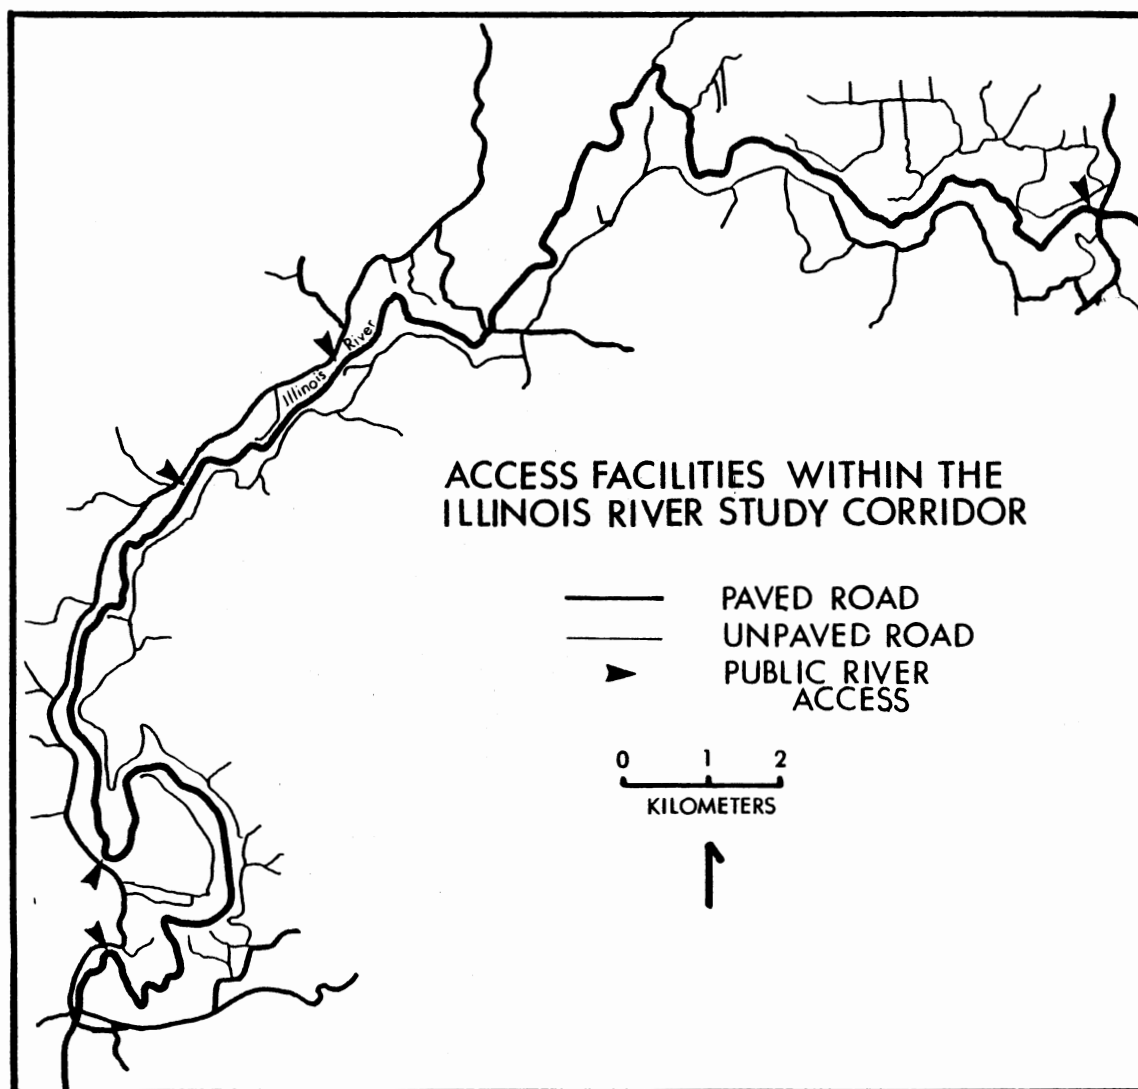 Illinois River
ACCESS FACILITIES WITHIN THE
ILLINOIS RIVER STUDY CORRIDOR
PAVED ROAD
UNPAVED ROAD
PUBLIC RIVER
ACCESS
0 1 2
KILOMETERS